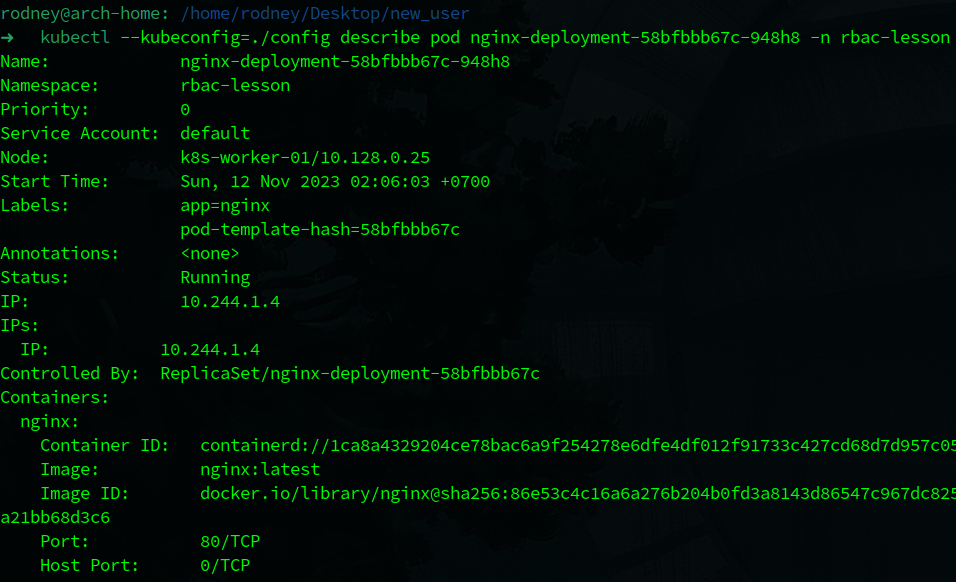 rodney@arch-home: /home/rodney/Desktop/new_user
→ kubectl --kubeconfig=./config describe pod nginx-deployment-58bfbbb67c-948h8 -n rbac-lesson
Name: nginx-deployment-58bfbbb67c-948h8
Namespace: rbac-lesson
Priority: 0
Service Account: default
Node: k8s-worker-01/10.128.0.25
Start Time: Sun, 12 Nov 2023 02:06:03 +0700
Labels: app=nginx
pod-template-hash=58bfbbb67c
Annotations: <none>
Status: Running
IP: 10.244.1.4
IPs:
IP: 10.244.1.4
Controlled By: ReplicaSet/nginx-deployment-58bfbbb67c
Containers:
nginx:
Container ID: containerd://1ca8a4329204ce78bac6a9f254278e6dfe4df012f91733c427cd68d7d957c05
Image: nginx:latest
Image ID: docker.io/library/nginx@sha256:86e53c4c16a6a276b204b0fd3a8143d86547c967dc825
a21bb68d3c6
Port: 80/TCP
Host Port: 0/TCP